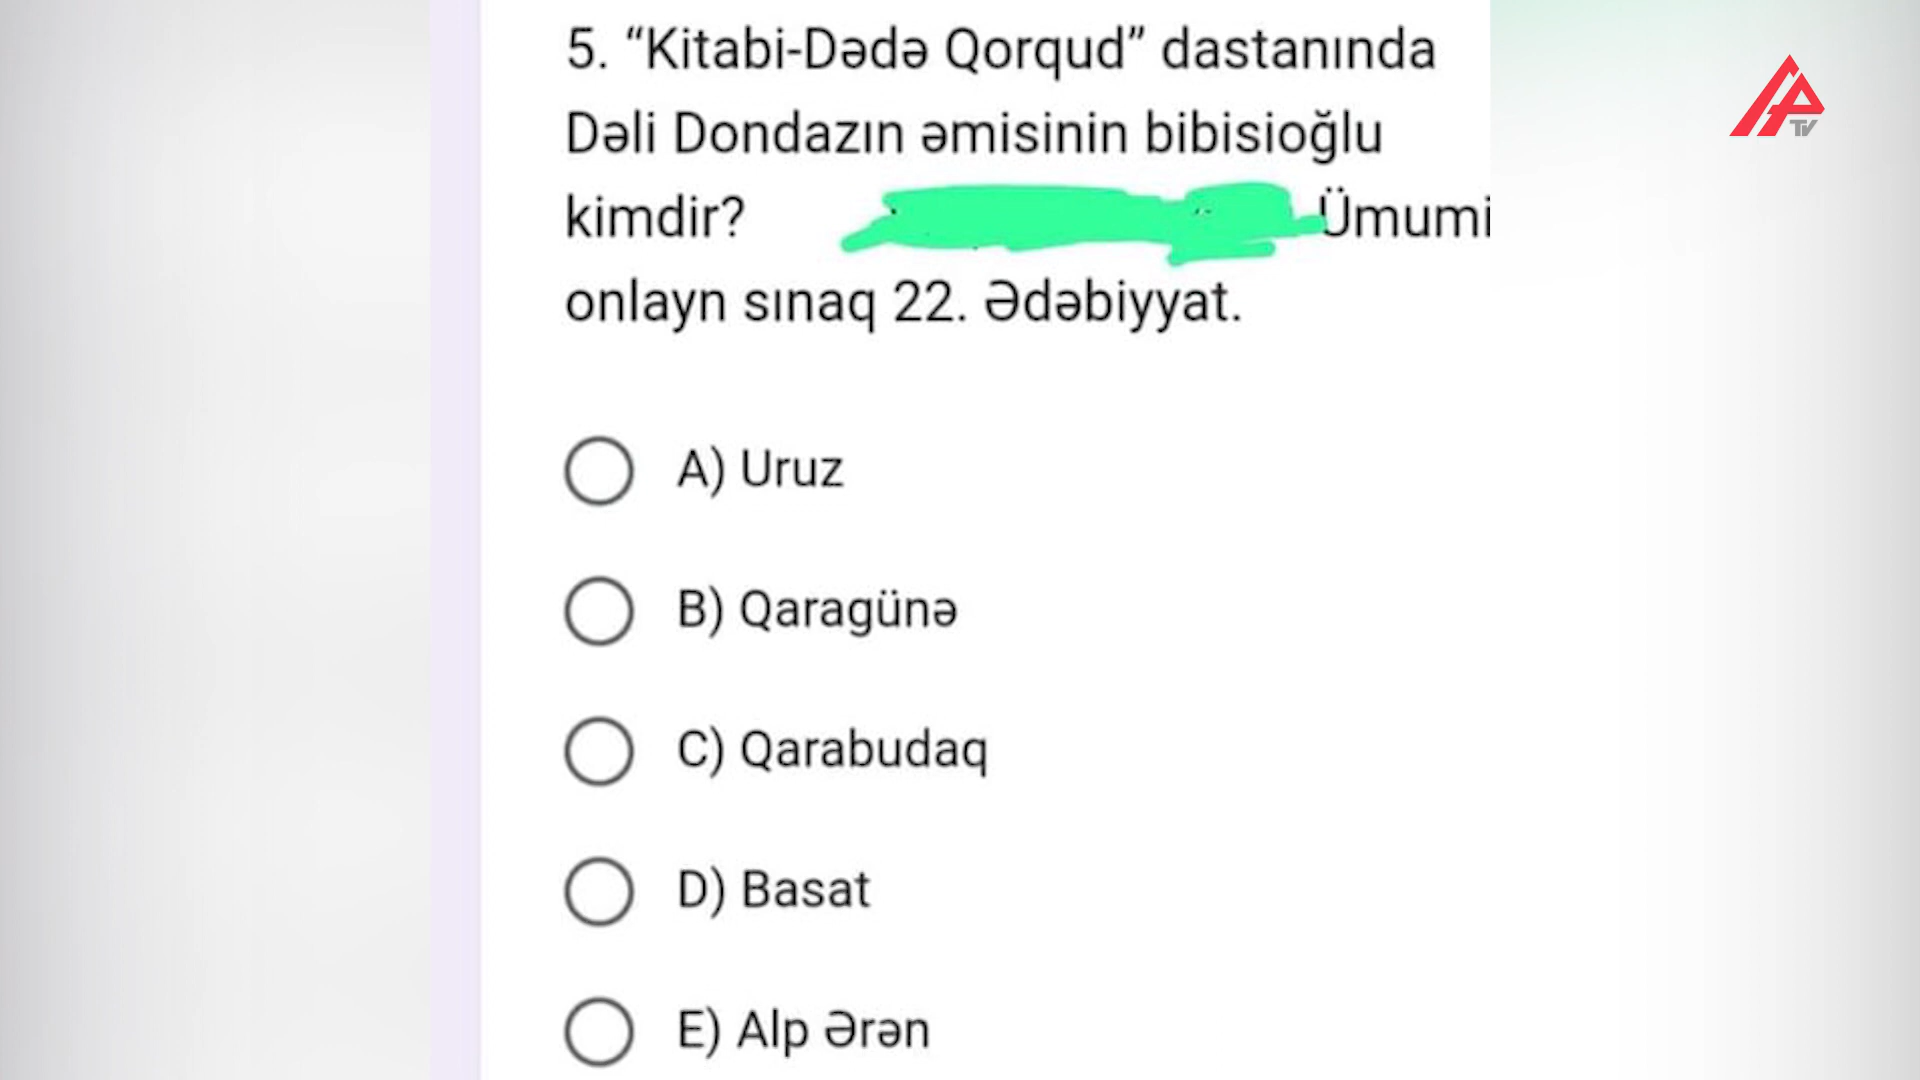 5. “Kitabi-Dədə Qorqud” dastanında
Dəli Dondazın əmisinin bibisioğlu
kimdir? Ümumi
onlayn sınaq 22. Ədəbiyyat.
A) Uruz
B) Qaragünə
C) Qarabudaq
D) Basat
E) Alp Ərən
AP TV